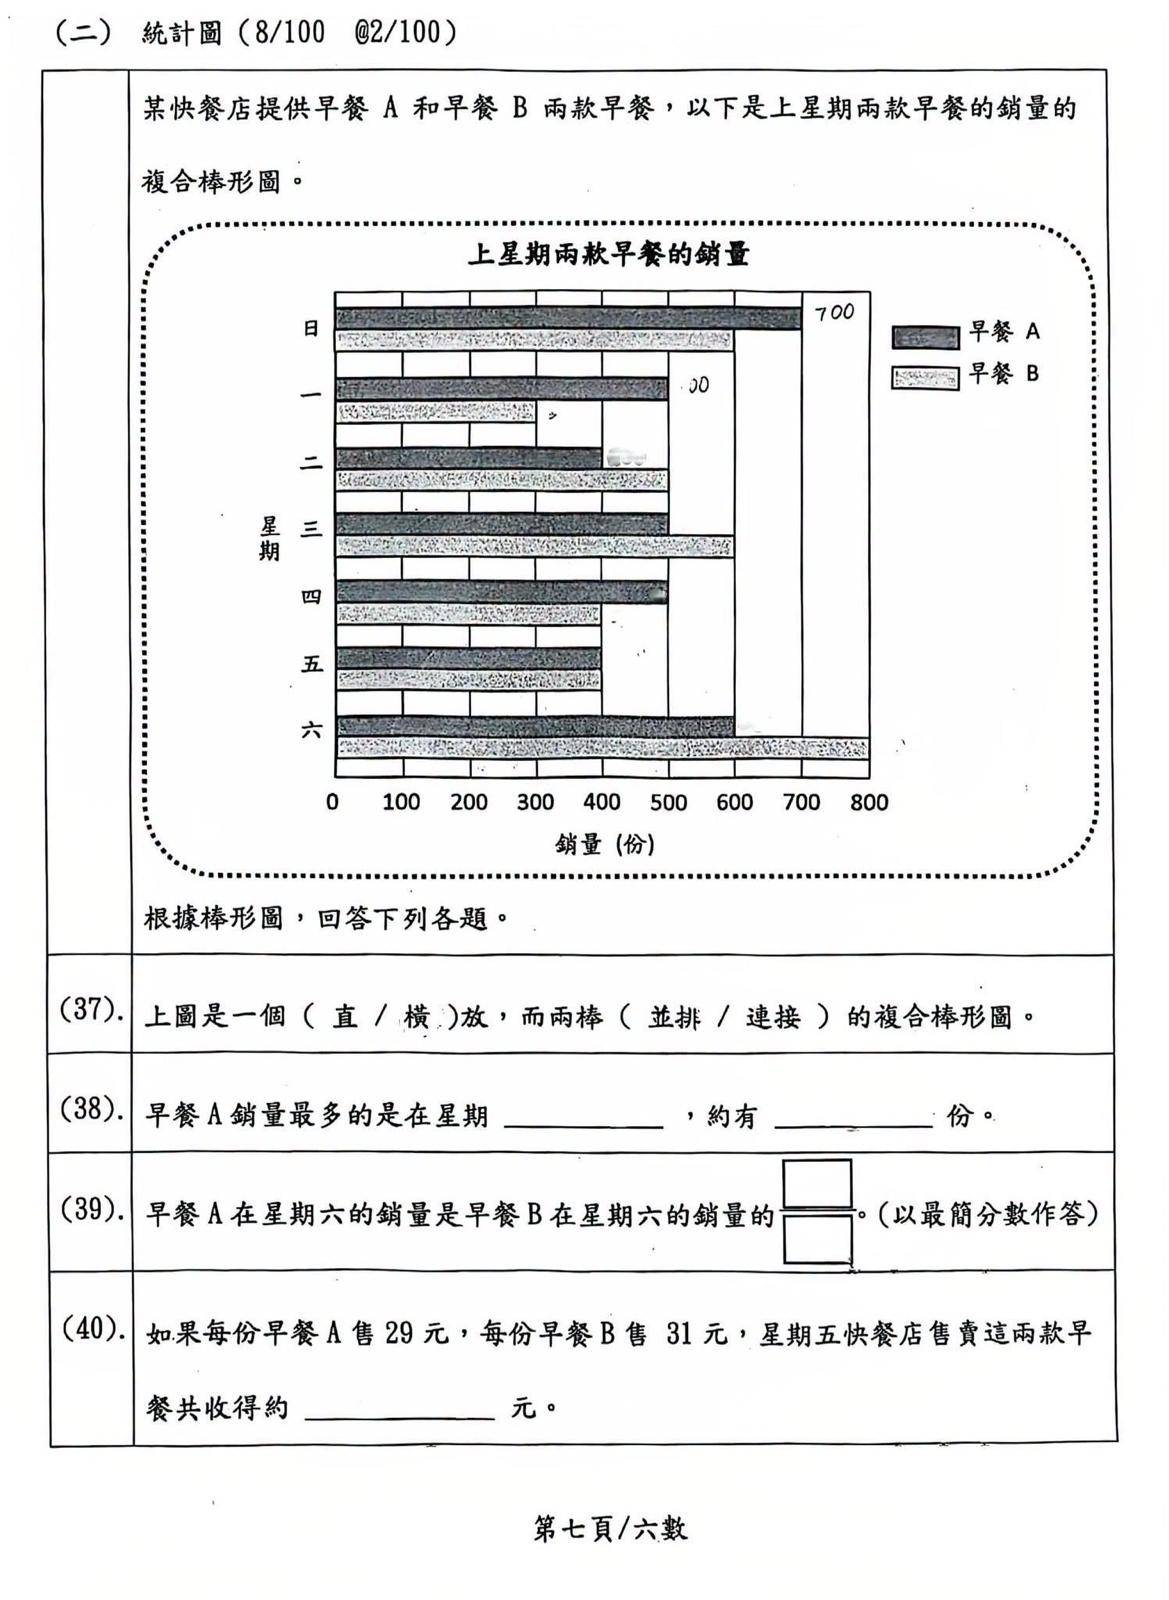 (二) 統計圖(8/100 @2/100)
某快餐店提供早餐 A 和早餐 B 兩款早餐，以下是上星期兩款早餐的銷量的
複合棒形圖。
上星期兩款早餐的銷量
日
700
早餐 A
早餐 B
一
二
三
星期
四
五
六
0 100 200 300 400 500 600 700 800
銷量 (份)
根據棒形圖，回答下列各題。
(37). 上圖是一個 ( 直 / 橫 )放，而兩棒 ( 並排 / 連接 ) 的複合棒形圖。
(38). 早餐 A 銷量最多的是在星期 ，約有 份。
(39). 早餐 A 在星期六的銷量是早餐 B 在星期六的銷量的 。(以最簡分數作答)
(40). 如果每份早餐 A 售 29 元，每份早餐 B 售 31 元，星期五快餐店售賣這兩款早
餐共收得約 元。
第七頁/六數